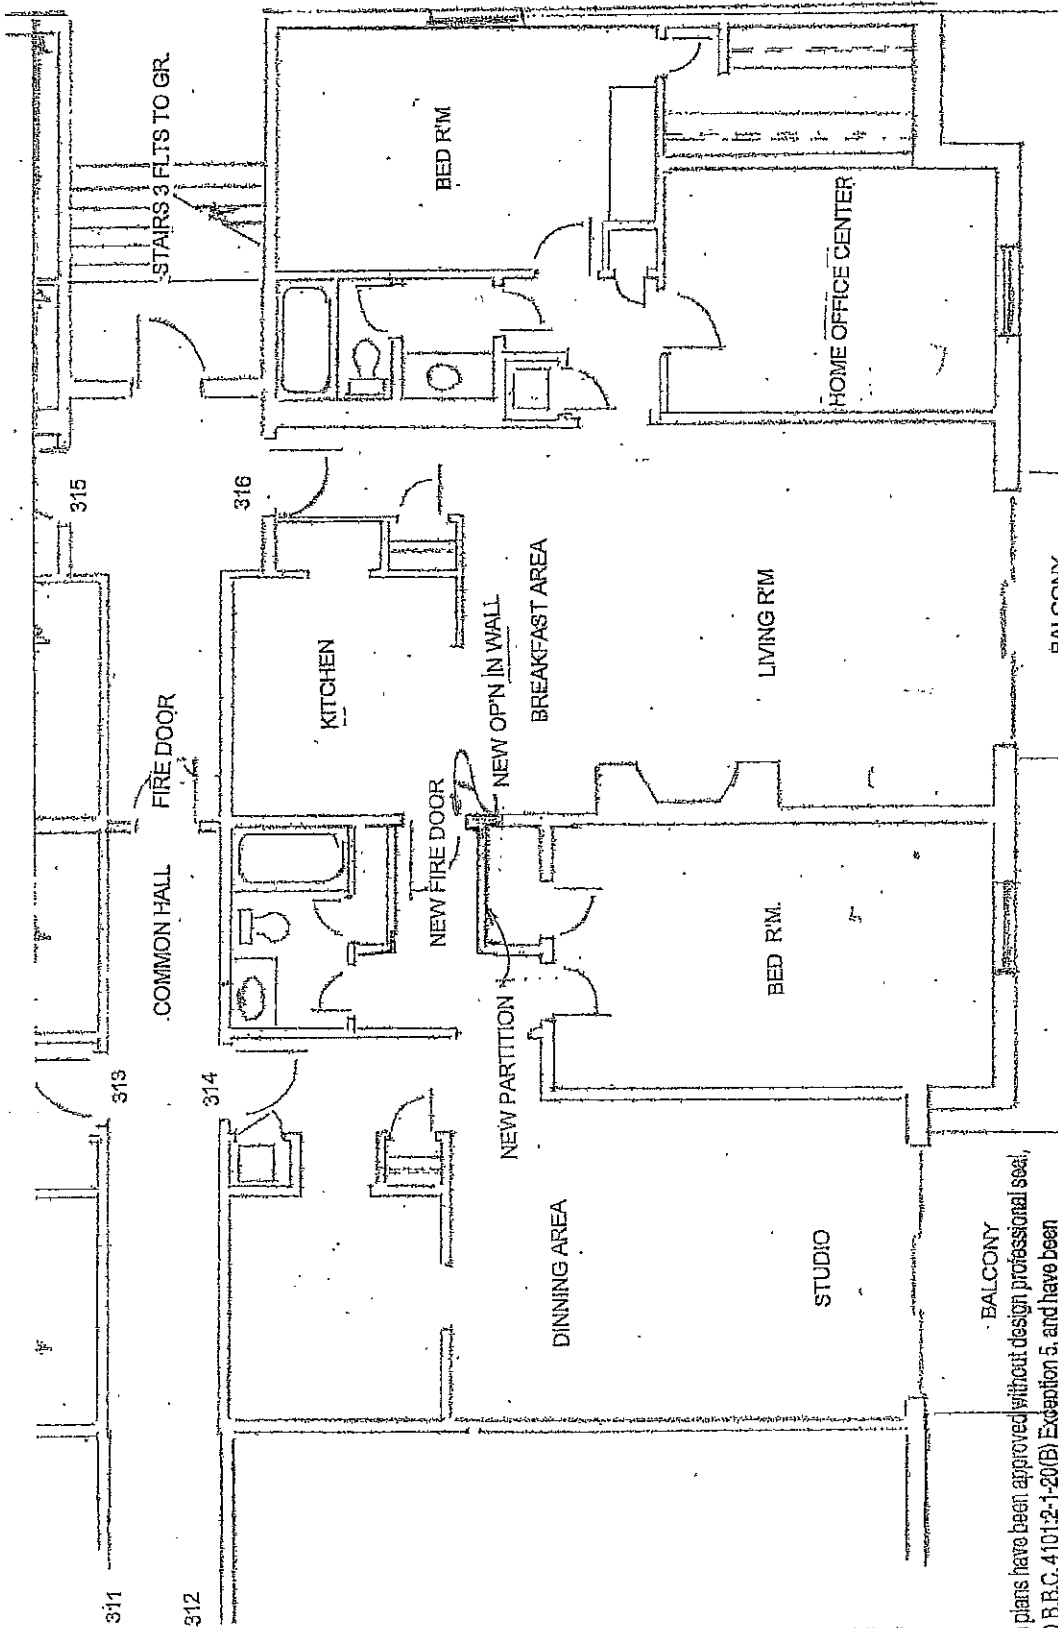 311
312
313
314
315
316
COMMON HALL
FIRE DOOR
STAIRS 3 FLTS TO GR.
KITCHEN
BED R'M
NEW FIRE DOOR
NEW OP'N IN WALL
BREAKFAST AREA
NEW PARTITION
DINNING AREA
STUDIO
BED R'M.
LIVING R'M
HOME OFFICE CENTER
BALCONY
BALCONY
plans have been approved without design professional seal,
B.B.C. 4101:2-1-20(B) Exception 5, and have been